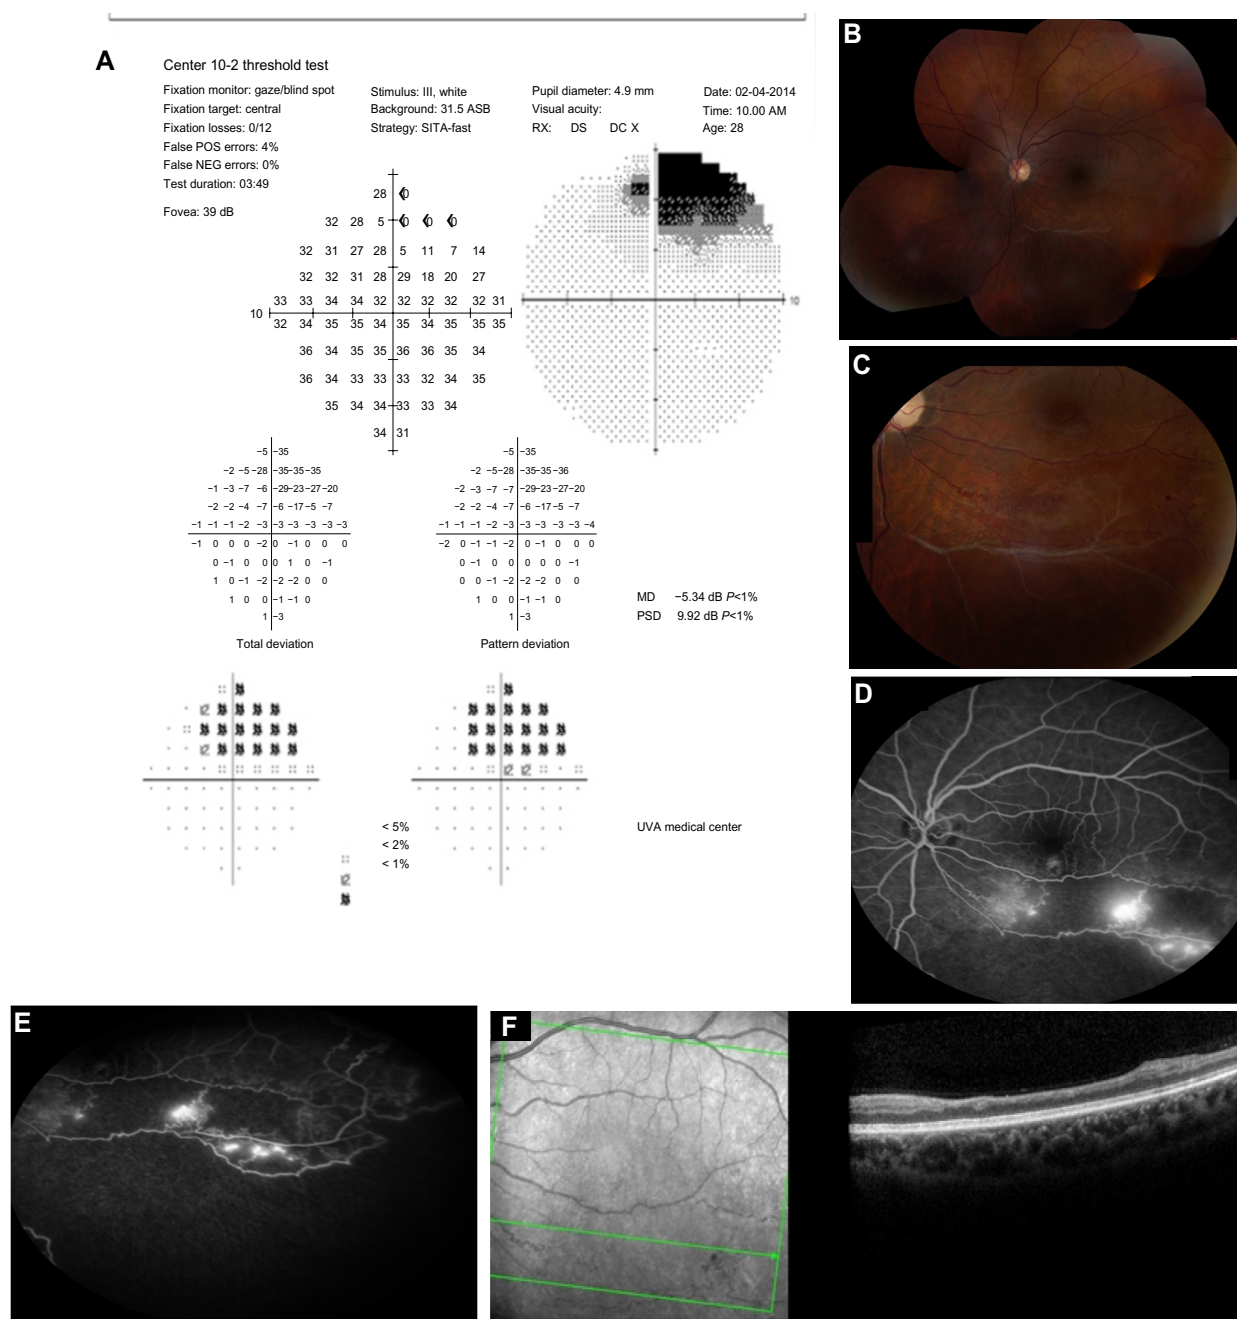 A
Center 10-2 threshold test
Fixation monitor: gaze/blind spot
Fixation target: central
Fixation losses: 0/12
False POS errors: 4%
False NEG errors: 0%
Test duration: 03:49
Fovea: 39 dB
Stimulus: III, white
Background: 31.5 ASB
Strategy: SITA-fast
Pupil diameter: 4.9 mm
Visual acuity:
RX: DS DC X
Date: 02-04-2014
Time: 10.00 AM
Age: 28
28 <0
32 28 5 <0 <0 <0
32 31 27 28 5 11 7 14
32 32 31 28 29 18 20 27
33 33 34 34 32 32 32 32 32 31
10
10
32 34 35 35 34 35 34 35 35 35
36 34 35 35 36 36 35 34
36 34 33 33 33 32 34 35
35 34 34 33 33 34
34 31
−5 −35
−2 −5 −28 −35 −35 −35
−1 −3 −7 −6 −29 −23 −27 −20
−2 −2 −4 −7 −6 −17 −5 −7
−1 −1 −1 −2 −3 −3 −3 −3 −3 −3
−1 0 0 0 −2 0 −1 0 0 0
0 −1 0 0 0 1 0 −1
1 0 −1 −2 −2 −2 0 0
1 0 0 −1 −1 0
1 −3
Total deviation
−5 −35
−2 −5 −28 −35 −35 −36
−2 −3 −7 −7 −29 −23 −27 −20
−2 −2 −4 −7 −6 −17 −5 −7
−1 −1 −1 −2 −3 −3 −3 −3 −3 −4
−2 0 −1 −1 −2 0 −1 0 0 0
0 −1 0 0 0 0 0 −1
0 0 −1 −2 −2 −2 0 0
1 0 0 −1 −1 0
1 −3
Pattern deviation
MD −5.34 dB P<1%
PSD 9.92 dB P<1%
< 5%
< 2%
< 1%
UVA medical center
B
C
D
E
F